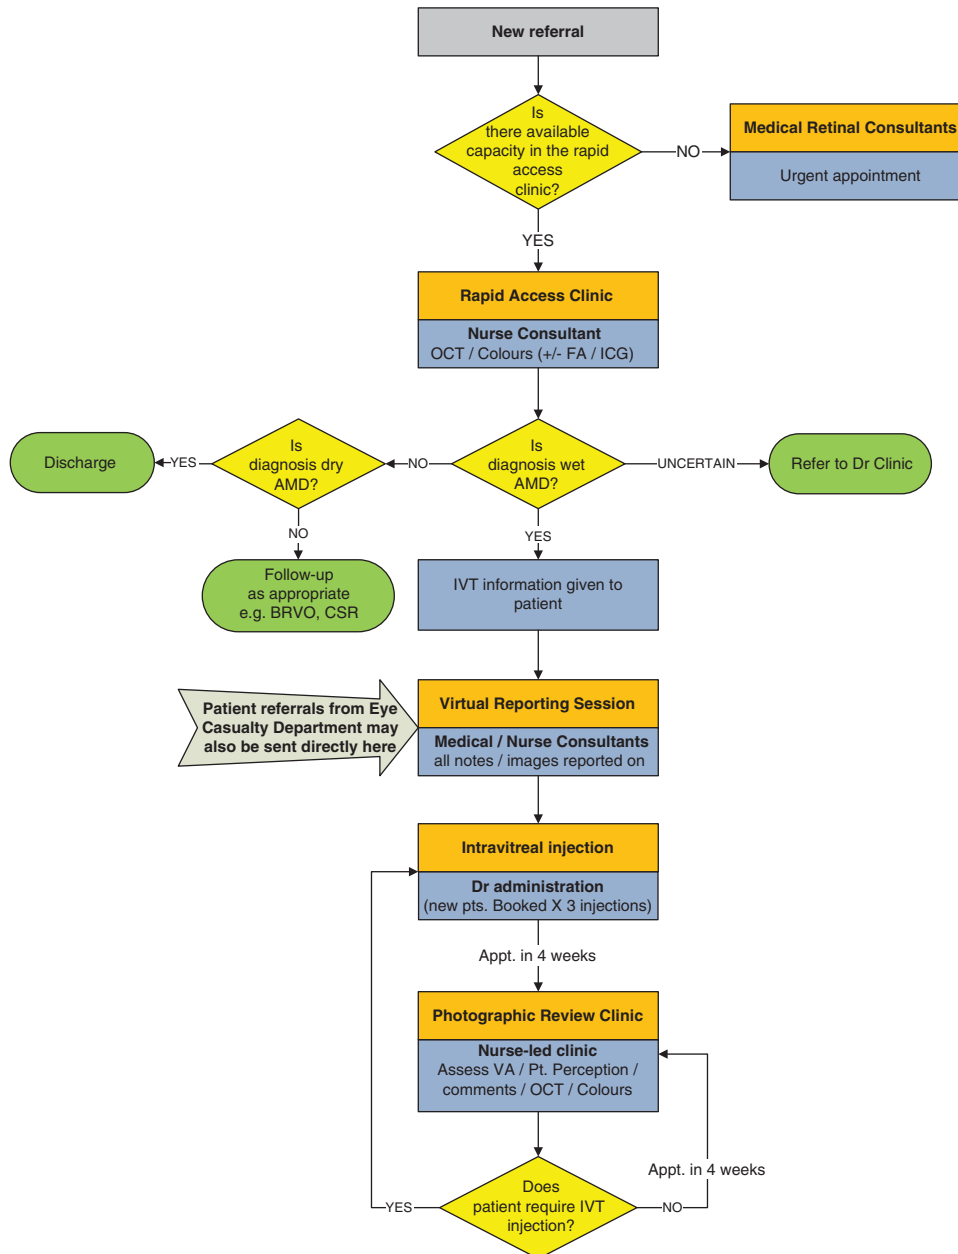 New referral
Is
there available
capacity in the rapid
access
clinic?
NO
Medical Retinal Consultants
Urgent appointment
YES
Rapid Access Clinic
Nurse Consultant
OCT / Colours (+/- FA / ICG)
Discharge
YES
Is
diagnosis dry
AMD?
NO
Is
diagnosis wet
AMD?
UNCERTAIN
Refer to Dr Clinic
NO
YES
Follow-up
as appropriate
e.g. BRVO, CSR
IVT information given to
patient
Patient referrals from Eye
Casualty Department may
also be sent directly here
Virtual Reporting Session
Medical / Nurse Consultants
all notes / images reported on
Intravitreal injection
Dr administration
(new pts. Booked X 3 injections)
Appt. in 4 weeks
Photographic Review Clinic
Nurse-led clinic
Assess VA / Pt. Perception /
comments / OCT / Colours
Appt. in 4 weeks
YES
Does
patient require IVT
injection?
NO